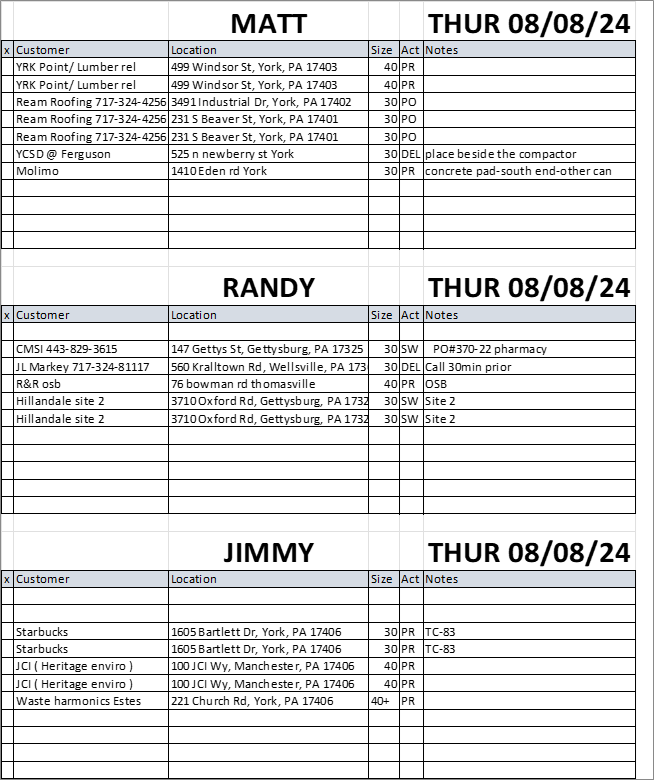 MATT THUR 08/08/24
x Customer Location Size Act Notes
YRK Point/ Lumber rel 499 Windsor St, York, PA 17403 40 PR
YRK Point/ Lumber rel 499 Windsor St, York, PA 17403 40 PR
Ream Roofing 717-324-4256 3491 Industrial Dr, York, PA 17402 30 PO
Ream Roofing 717-324-4256 231 S Beaver St, York, PA 17401 30 PO
Ream Roofing 717-324-4256 231 S Beaver St, York, PA 17401 30 PO
YCSD @ Ferguson 525 n newberry st York 30 DEL place beside the compactor
Molimo 1410 Eden rd York 30 PR concrete pad-south end-other can
RANDY THUR 08/08/24
x Customer Location Size Act Notes
CMSI 443-829-3615 147 Gettys St, Gettysburg, PA 17325 30 SW PO#370-22 pharmacy
JL Markey 717-324-81117 560 Kralltown Rd, Wellsville, PA 173 30 DEL Call 30min prior
R&R osb 76 bowman rd thomasville 40 PR OSB
Hillandale site 2 3710 Oxford Rd, Gettysburg, PA 1732 30 SW Site 2
Hillandale site 2 3710 Oxford Rd, Gettysburg, PA 1732 30 SW Site 2
JIMMY THUR 08/08/24
x Customer Location Size Act Notes
Starbucks 1605 Bartlett Dr, York, PA 17406 30 PR TC-83
Starbucks 1605 Bartlett Dr, York, PA 17406 30 PR TC-83
JCI ( Heritage enviro ) 100 JCI Wy, Manchester, PA 17406 40 PR
JCI ( Heritage enviro ) 100 JCI Wy, Manchester, PA 17406 40 PR
Waste harmonics Estes 221 Church Rd, York, PA 17406 40+ PR